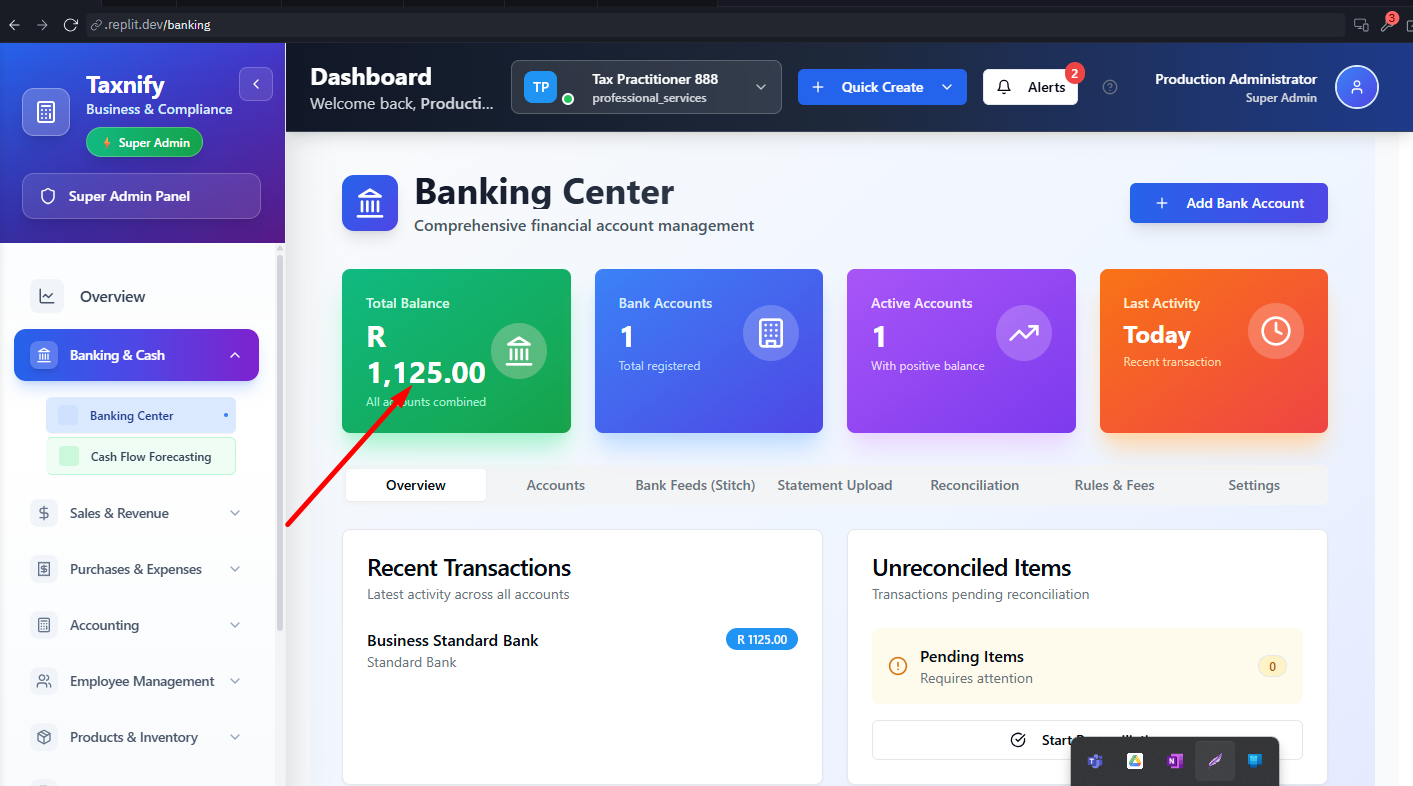 .replit.dev/banking
3
Taxnify
Business & Compliance
Super Admin
Super Admin Panel
Overview
Banking & Cash
Banking Center
Cash Flow Forecasting
Sales & Revenue
Purchases & Expenses
Accounting
Employee Management
Products & Inventory
Dashboard
Welcome back, Producti...
TP
Tax Practitioner 888
professional_services
Quick Create
Alerts
2
Production Administrator
Super Admin
Banking Center
Comprehensive financial account management
Add Bank Account
Total Balance
R
1,125.00
All accounts combined
Bank Accounts
1
Total registered
Active Accounts
1
With positive balance
Last Activity
Today
Recent transaction
Overview
Accounts
Bank Feeds (Stitch)
Statement Upload
Reconciliation
Rules & Fees
Settings
Recent Transactions
Latest activity across all accounts
Business Standard Bank
R 1125.00
Standard Bank
Unreconciled Items
Transactions pending reconciliation
Pending Items
0
Requires attention
Start